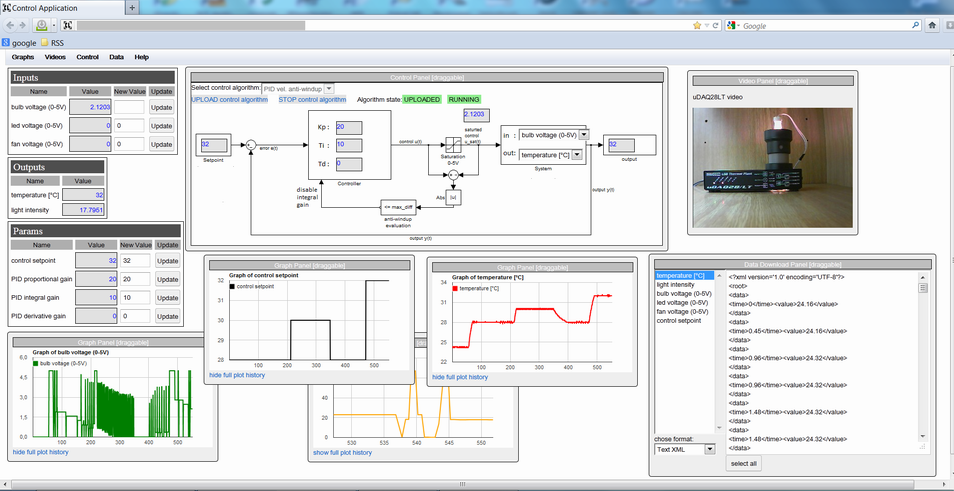 Control Application
Google
google
RSS
Graphs Videos Control Data Help
Inputs
Name Value New Value Update
bulb voltage (0-5V) 2.1203 Update
led voltage (0-5V) 0 0 Update
fan voltage (0-5V) 0 0 Update
Outputs
Name Value
temperature [°C] 32
light intensity 17.7951
Params
Name Value New Value Update
control setpoint 32 32 Update
PID proportional gain 20 20 Update
PID integral gain 10 10 Update
PID derivative gain 0 0 Update
Control Panel [draggable]
Select control algorithm: PID vel. anti-windup
UPLOAD control algorithm STOP control algorithm Algorithm state: UPLOADED RUNNING
2.1203
saturated
control
u_sat(t)
32
Setpoint
error e(t)
Kp : 20
Ti : 10
Td : 0
Controller
control u(t)
Saturation
0-5V
in : bulb voltage (0-5V)
out: temperature [°C]
System
32
output
output y(t)
disable
integral
gain
Abs |u|
<= max_diff
anti-windup
evaluation
output y(t)
Video Panel [draggable]
uDAQ28LT video
uDAQ28/LT
Graph Panel [draggable]
Graph of control setpoint
control setpoint
32
31
30
29
28
100 200 300 400 500
hide full plot history
Graph Panel [draggable]
Graph of temperature [°C]
temperature [°C]
34
31
28
25
22
100 200 300 400 500
hide full plot history
Graph Panel [draggable]
Graph of bulb voltage (0-5V)
bulb voltage (0-5V)
6,0
4,5
3,0
1,5
0,0
100 200 300 400 500
hide full plot history
40
20
0
530 535 540 545 550
show full plot history
Data Download Panel [draggable]
temperature [°C]
light intensity
bulb voltage (0-5V)
led voltage (0-5V)
fan voltage (0-5V)
control setpoint
chose format:
Text XML
<?xml version='1.0' encoding="UTF-8"?>
<root>
<data>
<time>0</time><value>24.16</value>
</data>
<data>
<time>0.45</time><value>24.16</value>
</data>
<data>
<time>0.96</time><value>24.32</value>
</data>
<data>
<time>0.96</time><value>24.32</value>
</data>
<data>
<time>1.48</time><value>24.32</value>
</data>
<data>
<time>1.48</time><value>24.32</value>
</data>
select all